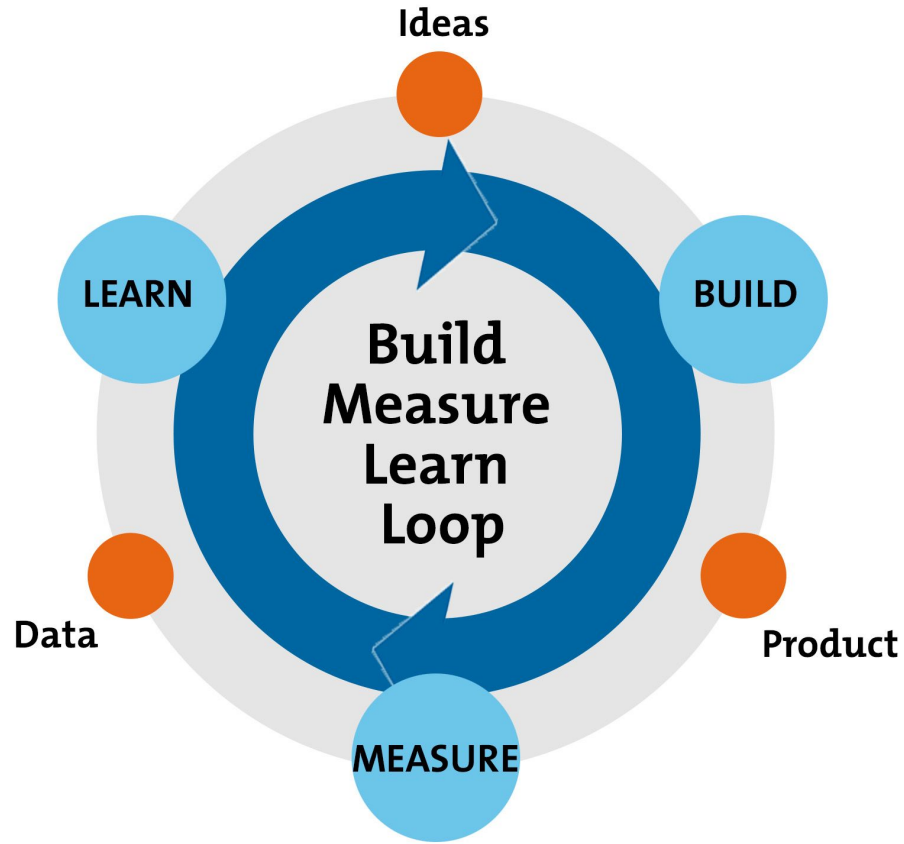 Ideas
LEARN
BUILD
Build
Measure
Learn
Loop
Data
Product
MEASURE